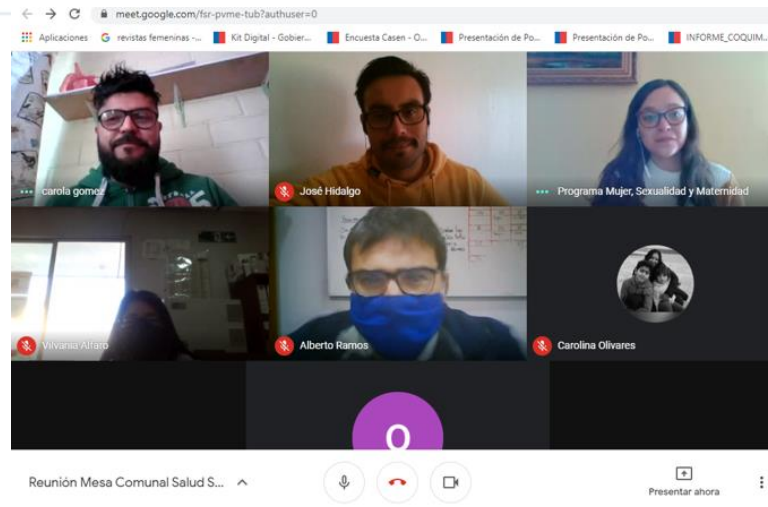 meet.google.com/fsr-pvme-tub?authuser=0
Aplicaciones revistas femeninas -... Kit Digital - Gobier... Encuesta Casen - O... Presentación de Po... Presentación de Po... INFORME_COQUIM...
carola gomez
José Hidalgo
Programa Mujer, Sexualidad y Maternidad
Vilvania Alfaro
Alberto Ramos
Carolina Olivares
O
Reunión Mesa Comunal Salud S...
Presentar ahora